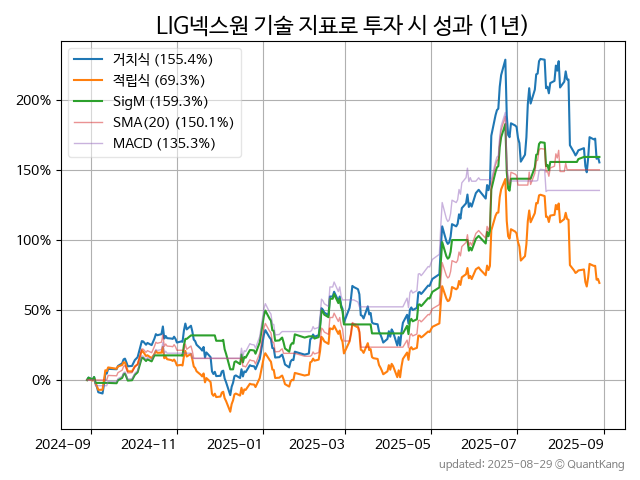 LIG넥스원 기술 지표로 투자 시 성과 (1년)
거치식 (155.4%)
적립식 (69.3%)
SigM (159.3%)
SMA(20) (150.1%)
MACD (135.3%)
200%
150%
100%
50%
0%
2024-09 2024-11 2025-01 2025-03 2025-05 2025-07 2025-09
updated: 2025-08-29 © QuantKang